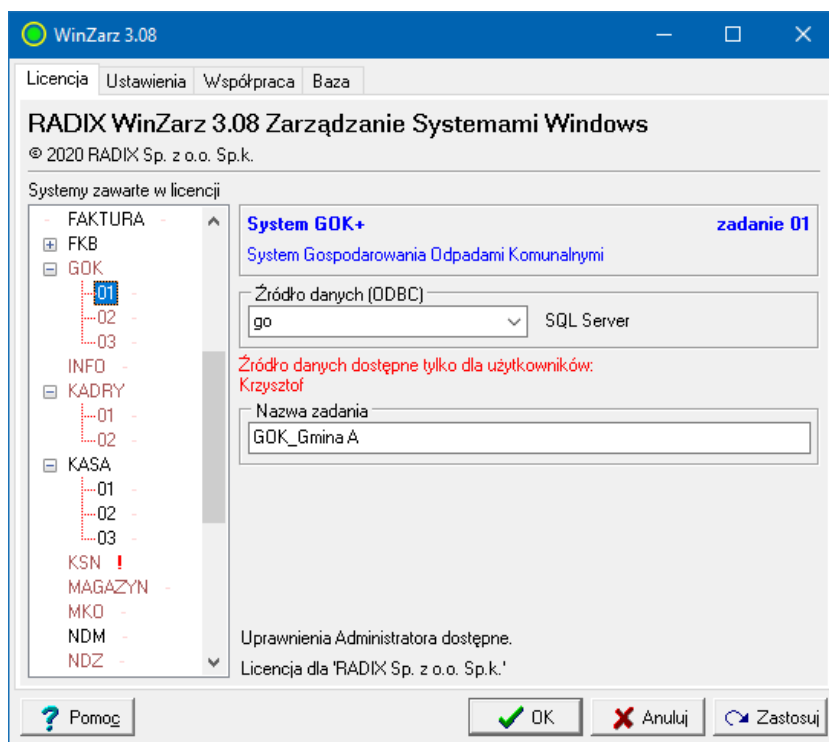 WinZarz 3.08
Licencja Ustawienia Współpraca Baza
RADIX WinZarz 3.08 Zarządzanie Systemami Windows
© 2020 RADIX Sp. z o.o. Sp.k.
Systemy zawarte w licencji
FAKTURA -
FKB
GOK
01
02 -
03 -
INFO -
KADRY
01 -
02 -
KASA
01 -
02 -
03 -
KSN !
MAGAZYN -
MKO -
NDM -
NDZ -
System GOK+ zadanie 01
System Gospodarowania Odpadami Komunalnymi
Źródło danych (ODBC)
go SQL Server
Źródło danych dostępne tylko dla użytkowników:
Krzysztof
Nazwa zadania
GOK_Gmina A
Uprawnienia Administratora dostępne.
Licencja dla 'RADIX Sp. z o.o. Sp.k.'
? Pomoc OK Anuluj Zastosuj